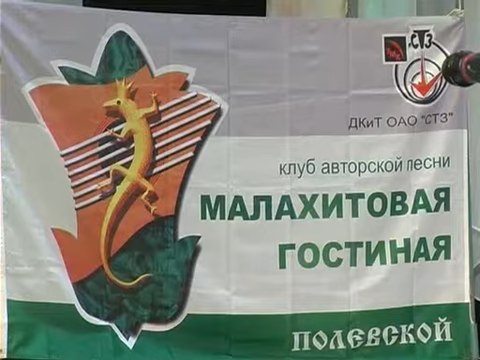 СТЗ
ДКиТ ОАО "СТЗ"
клуб авторской песни
МАЛАХИТОВАЯ
ГОСТИНАЯ
ПОЛЕВСКОЙ